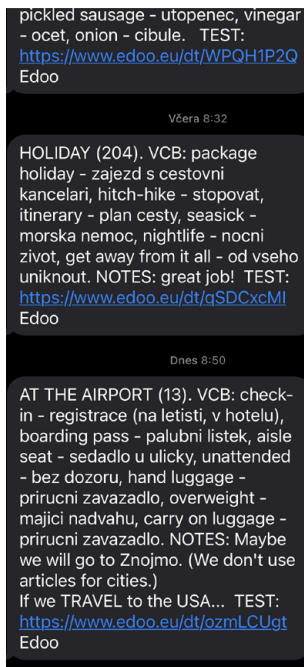 pickled sausage - utopenec, vinegar
- ocet, onion - cibule.   TEST:
https://www.edoo.eu/dt/WPQH1P2Q
Edoo
Včera 8:32
HOLIDAY (204). VCB: package
holiday - zajezd s cestovni
kancelari, hitch-hike - stopovat,
itinerary - plan cesty, seasick -
morska nemoc, nightlife - nocni
zivot, get away from it all - od vseho
uniknout. NOTES: great job!  TEST:
https://www.edoo.eu/dt/qSDCxcMI
Edoo
Dnes 8:50
AT THE AIRPORT (13). VCB: check-
in - registrace (na letisti, v hotelu),
boarding pass - palubni listek, aisle
seat - sedadlo u ulicky, unattended
- bez dozoru, hand luggage -
prirucni zavazadlo, overweight -
majici nadvahu, carry on luggage -
prirucni zavazadlo. NOTES: Maybe
we will go to Znojmo. (We don't use
articles for cities.)
If we TRAVEL to the USA...  TEST:
https://www.edoo.eu/dt/ozmLCUgt
Edoo